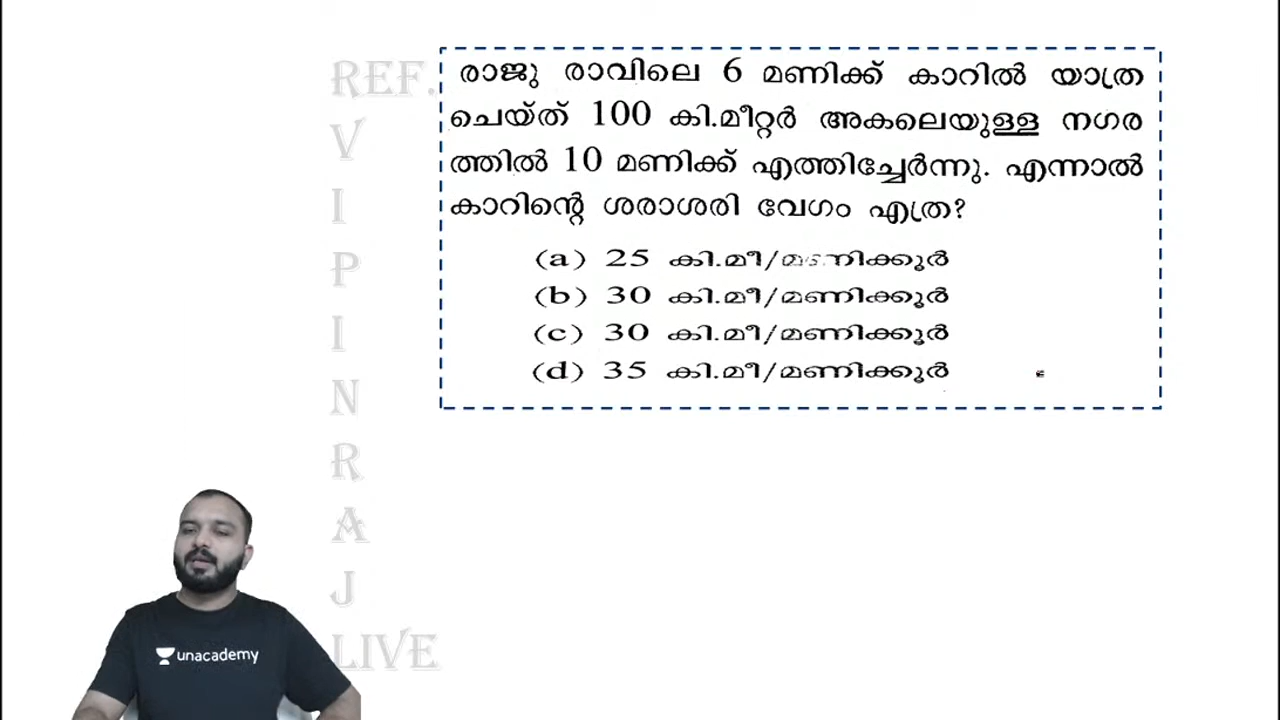 രാജു രാവിലെ 6 മണിക്ക് കാറിൽ യാത്ര
ചെയ്ത് 100 കി.മീറ്റർ അകലെയുള്ള നഗര
ത്തിൽ 10 മണിക്ക് എത്തിച്ചേർന്നു. എന്നാൽ
കാറിന്റെ ശരാശരി വേഗം എത്ര?
(a) 25 കി.മീ/മണിക്കൂർ
(b) 30 കി.മീ/മണിക്കൂർ
(c) 30 കി.മീ/മണിക്കൂർ
(d) 35 കി.മീ/മണിക്കൂർ
REF.
V
I
P
I
N
R
A
J
LIVE
unacademy